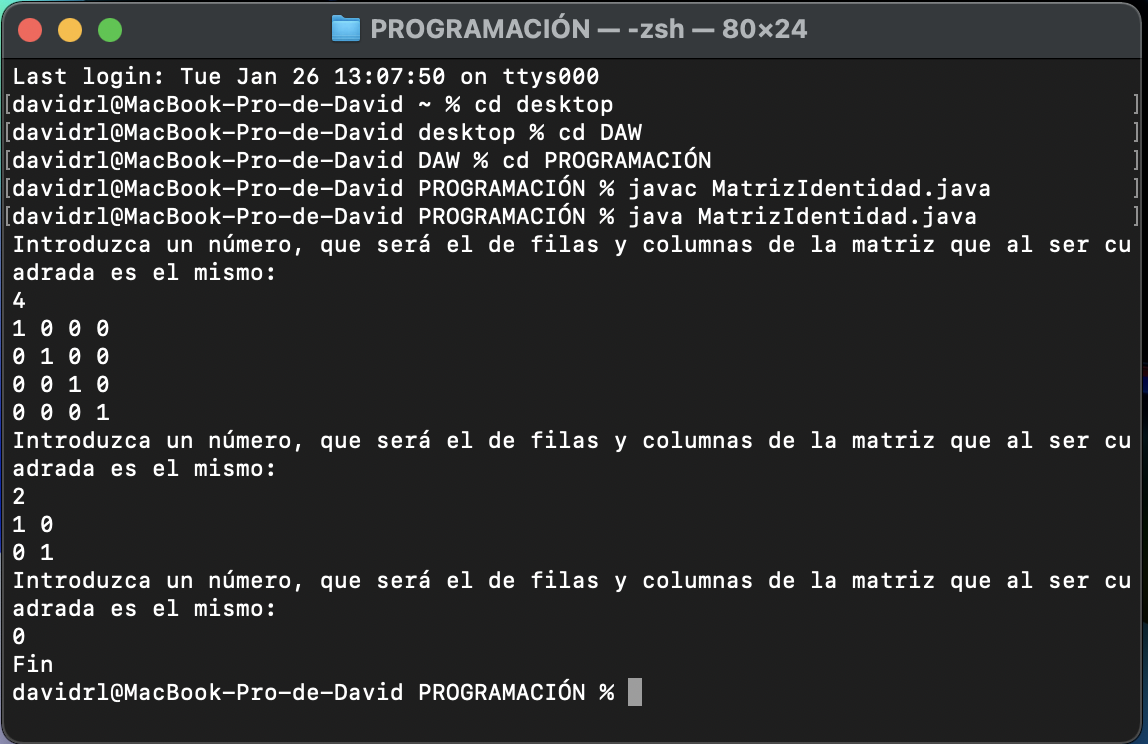 PROGRAMACIÓN — -zsh — 80×24
Last login: Tue Jan 26 13:07:50 on ttys000
[davidrl@MacBook-Pro-de-David ~ % cd desktop ]
[davidrl@MacBook-Pro-de-David desktop % cd DAW ]
[davidrl@MacBook-Pro-de-David DAW % cd PROGRAMACIÓN ]
[davidrl@MacBook-Pro-de-David PROGRAMACIÓN % javac MatrizIdentidad.java ]
[davidrl@MacBook-Pro-de-David PROGRAMACIÓN % java MatrizIdentidad.java ]
Introduzca un número, que será el de filas y columnas de la matriz que al ser cu
adrada es el mismo:
4
1 0 0 0
0 1 0 0
0 0 1 0
0 0 0 1
Introduzca un número, que será el de filas y columnas de la matriz que al ser cu
adrada es el mismo:
2
1 0
0 1
Introduzca un número, que será el de filas y columnas de la matriz que al ser cu
adrada es el mismo:
0
Fin
davidrl@MacBook-Pro-de-David PROGRAMACIÓN %